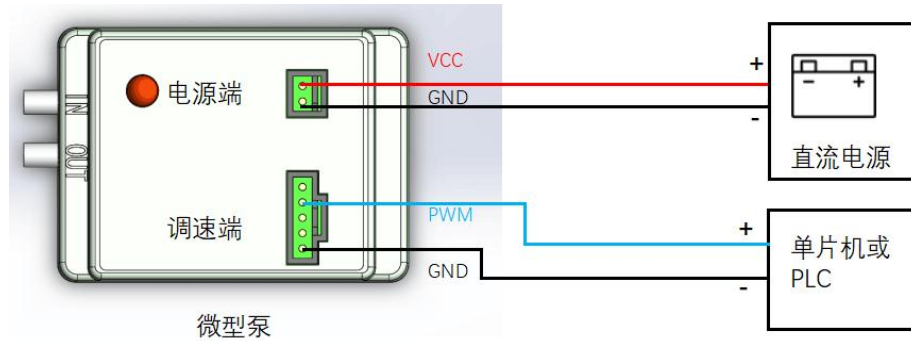 VCC
+
电源端
GND
-
IN
OUT
- +
直流电源
调速端
PWM
+
单片机或
PLC
GND
-
微型泵